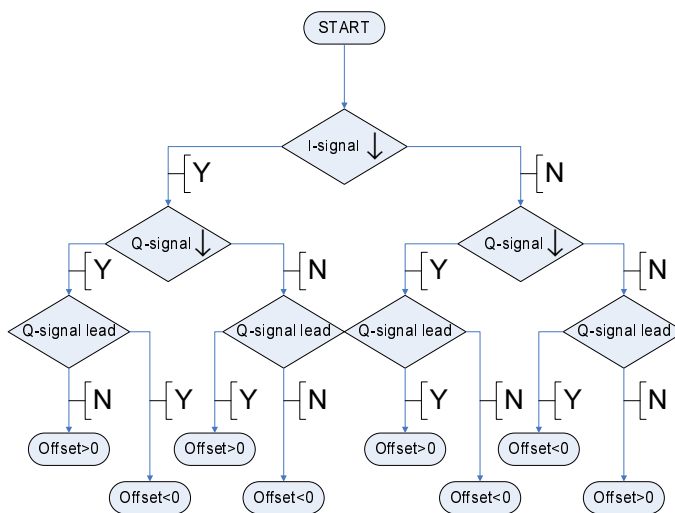 START
I-signal ↓
Y
N
Q-signal ↓
Q-signal ↓
Y
N
Y
N
Q-signal lead
Q-signal lead
Q-signal lead
Q-signal lead
N
Y
Y
N
Y
N
Y
N
Offset>0
Offset>0
Offset>0
Offset<0
Offset<0
Offset<0
Offset<0
Offset>0